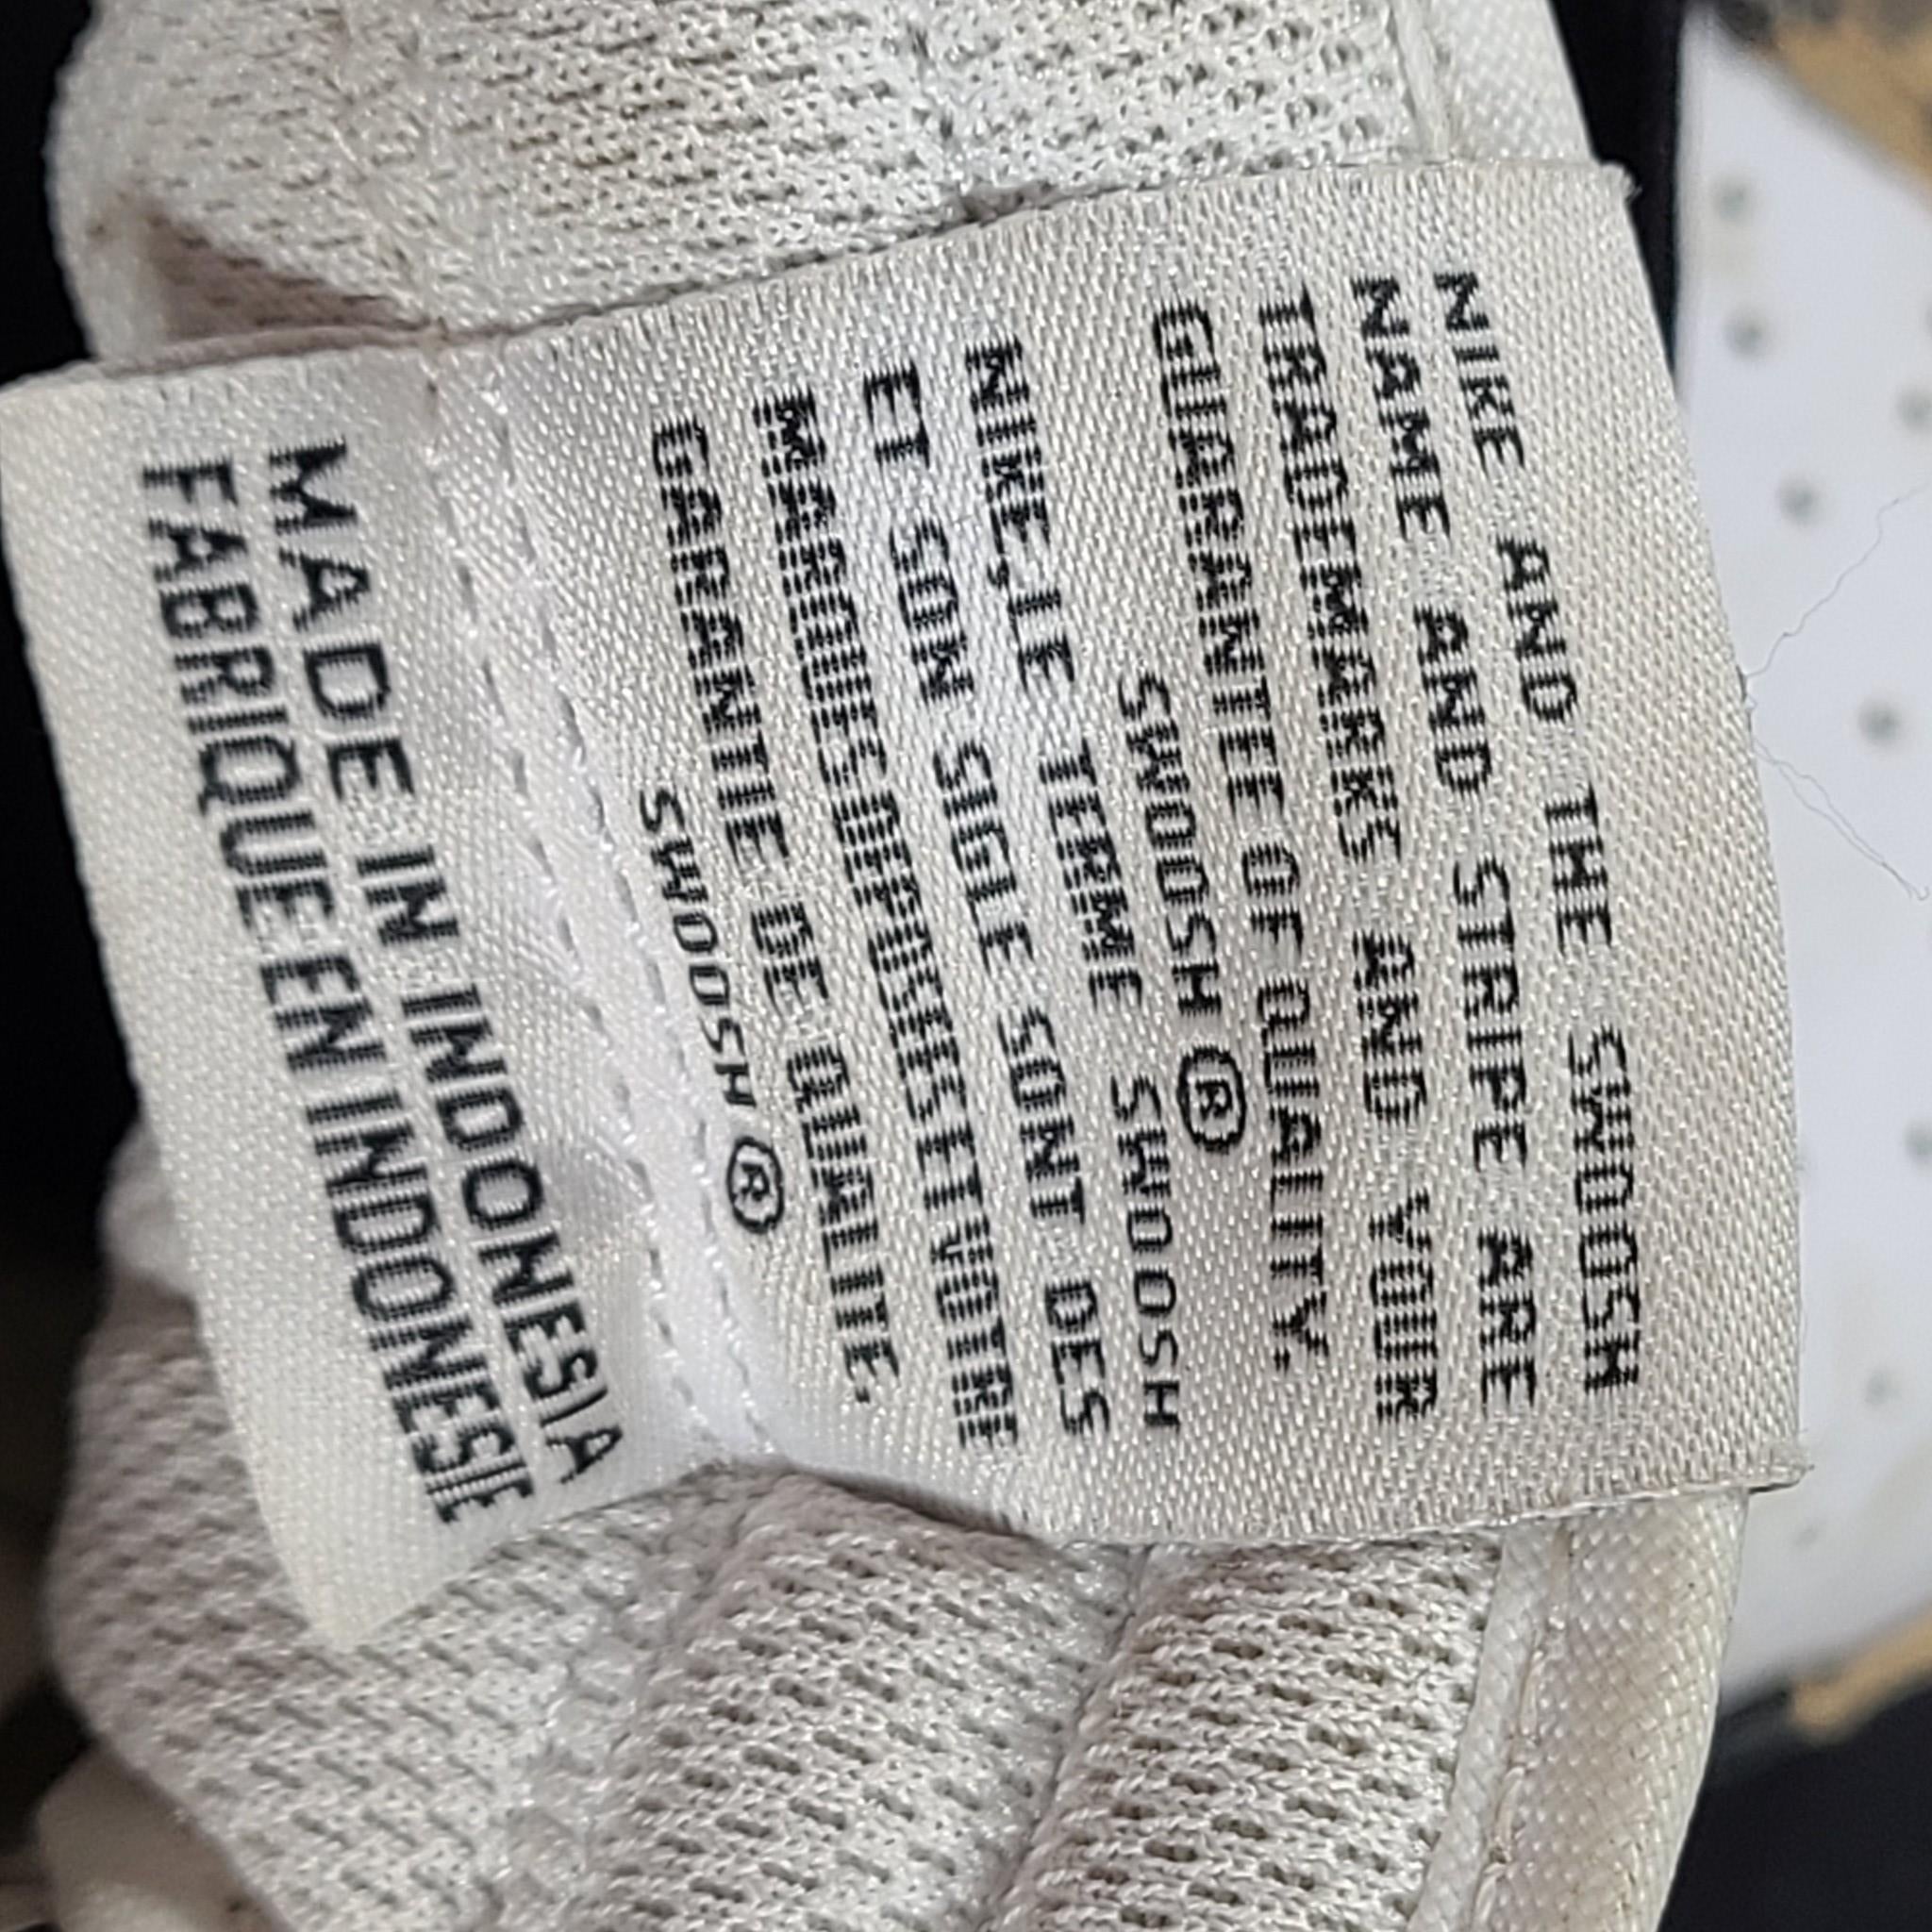 NIKE AND THE SWOOSH
NAME AND STRIPE ARE
TRADEMARKS AND YOUR
GUARANTEE OF QUALITY.
SWOOSH ®
NIKE, LE TERME SWOOSH
ET SON SIGLE SONT DES
MARQUES DEPOSEES ET VOTRE
GARANTIE DE QUALITE.
SWOOSH ®
MADE IN INDONESIA
FABRIQUE EN INDONESIE